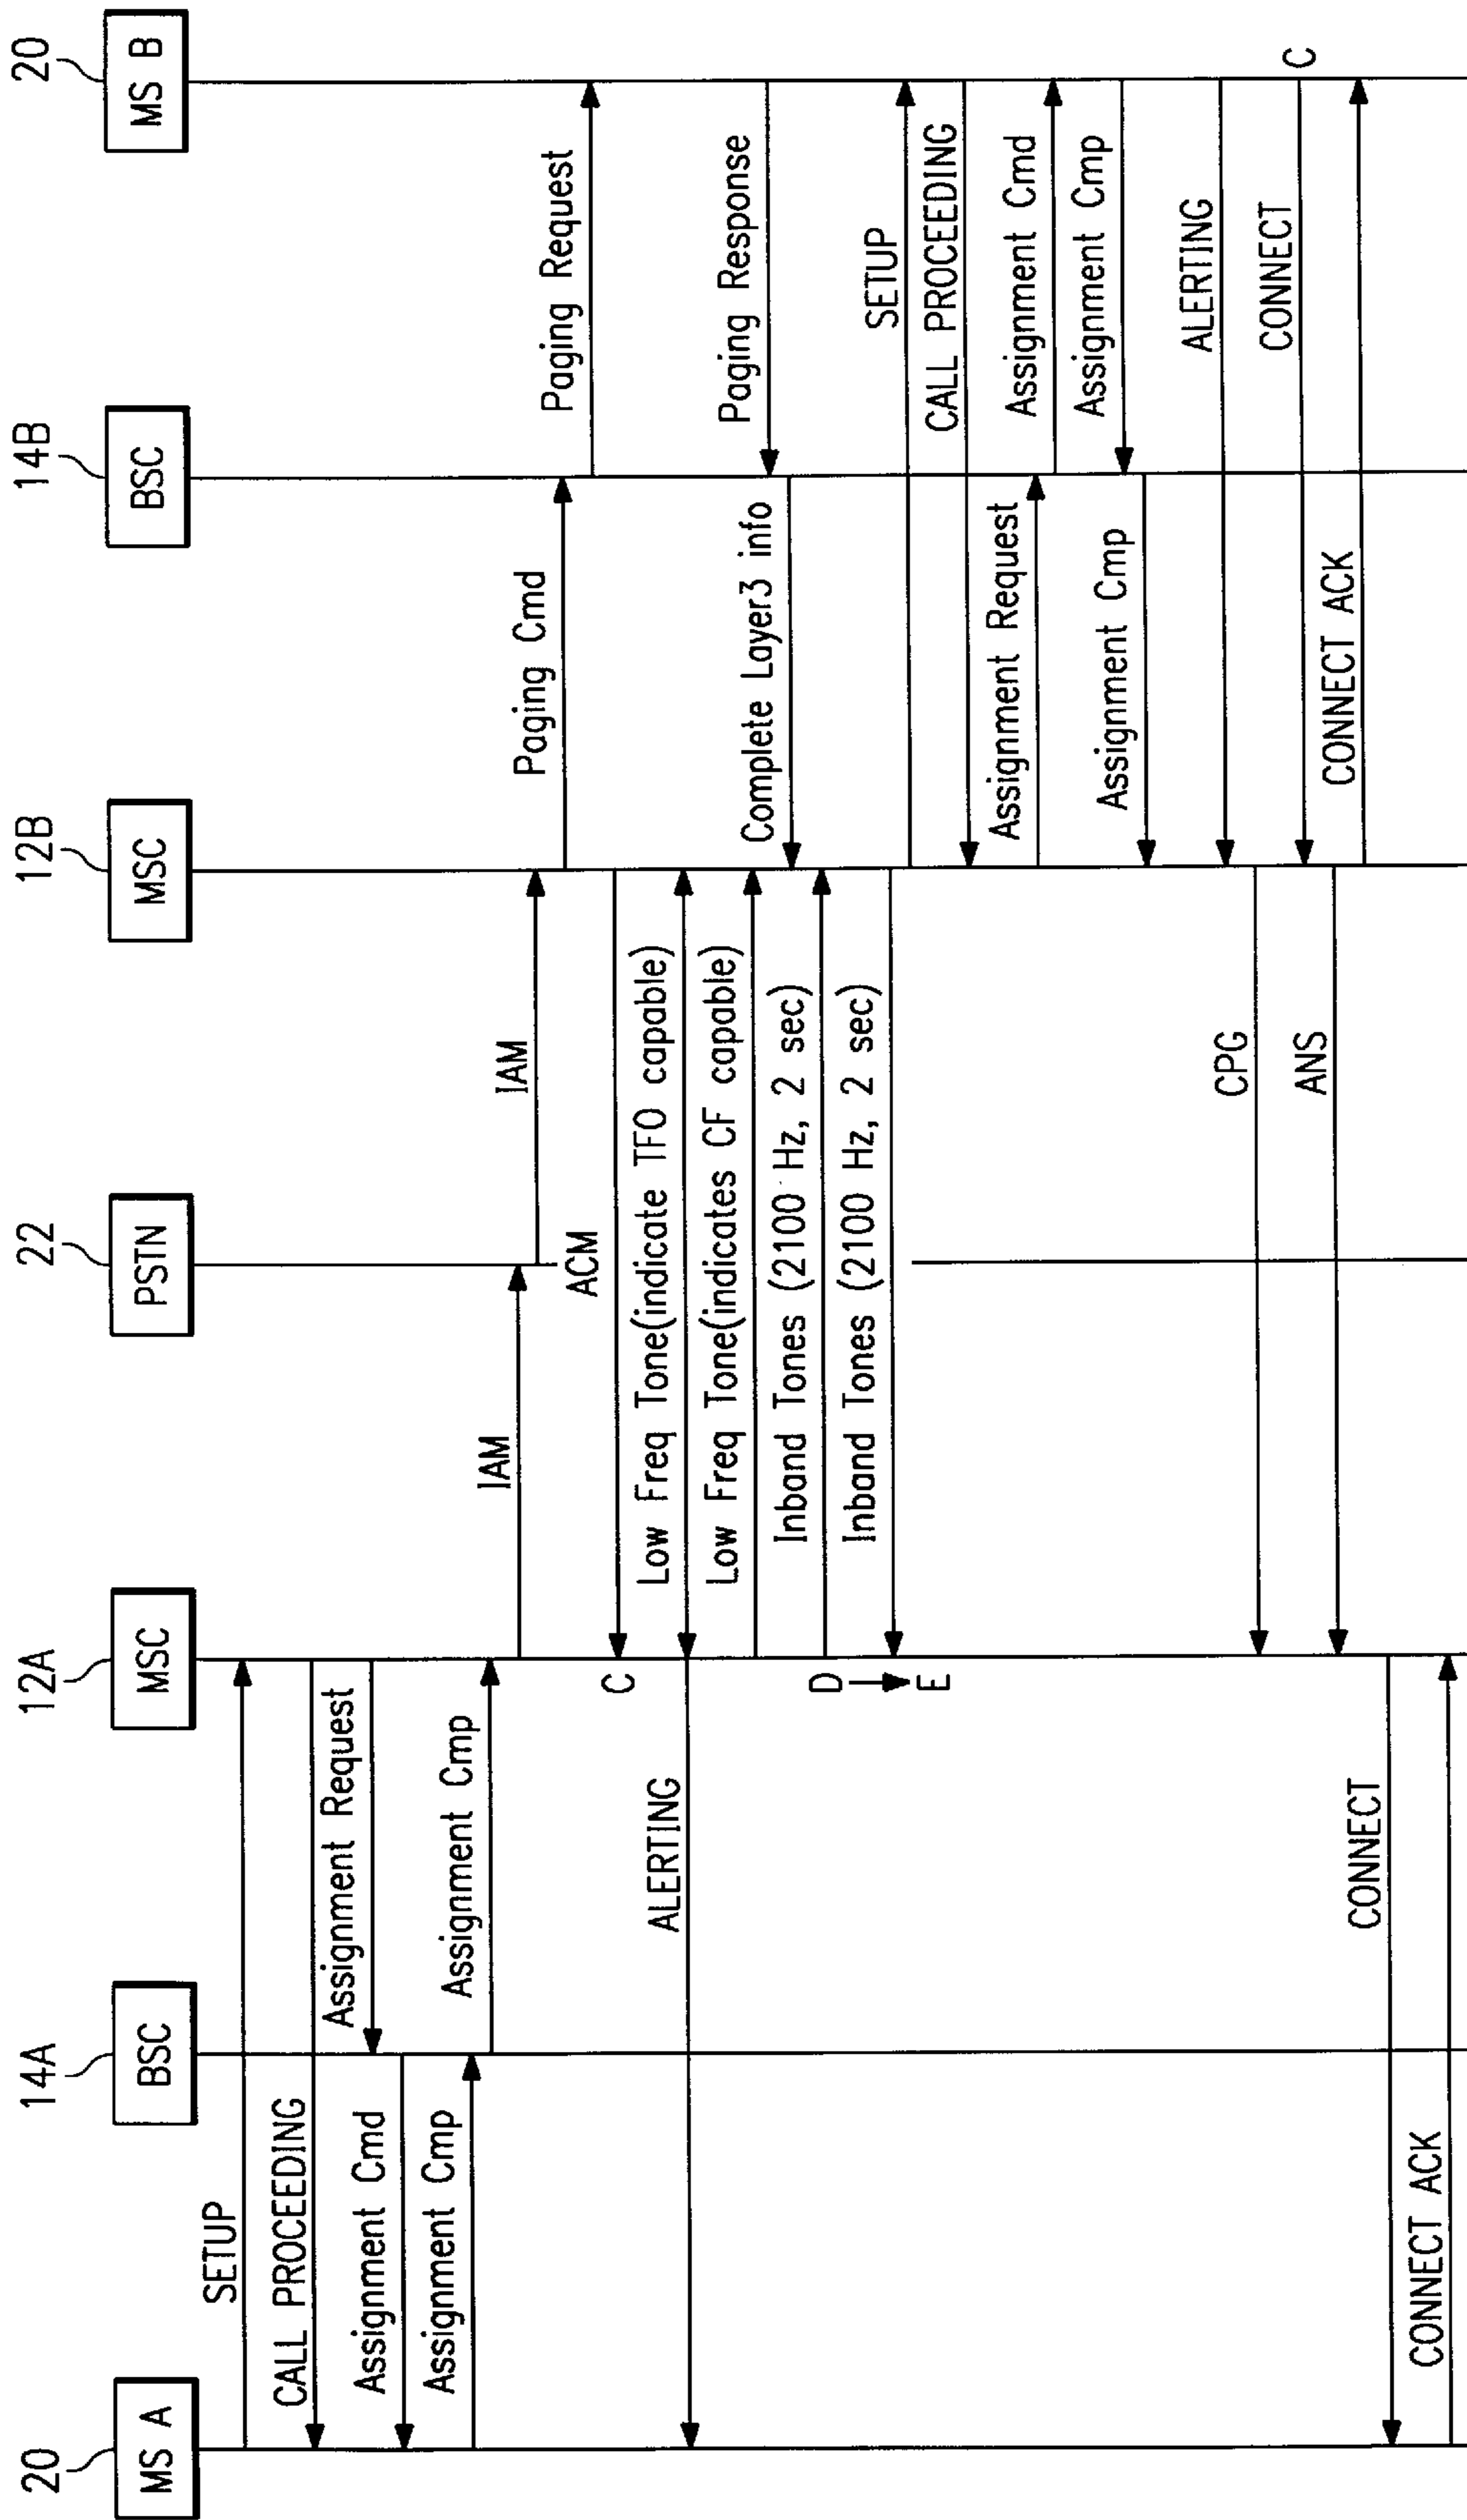 20
MS A
14A
BSC
12A
MSC
22
PSTN
12B
MSC
14B
BSC
20
MS B
SETUP
CALL PROCEEDING
Assignment Request
Assignment Cmd
Assignment Cmp
Assignment Cmp
IAM
IAM
Paging Cmd
Paging Request
ACM
C
Low Freq Tone(indicate TFO capable)
ALERTING
Low Freq Tone(indicates CF capable)
Paging Response
Complete Layer3 info
Inband Tones (2100 Hz, 2 sec)
D
Inband Tones (2100 Hz, 2 sec)
E
SETUP
CALL PROCEEDING
Assignment Request
Assignment Cmd
Assignment Cmp
Assignment Cmp
ALERTING
CPG
CONNECT
C
ANS
CONNECT ACK
CONNECT
CONNECT ACK